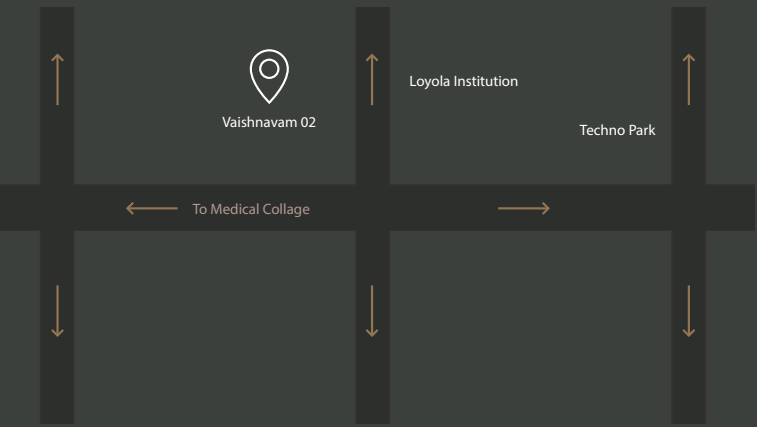 Loyola Institution
Vaishnavam 02
Techno Park
To Medical Collage